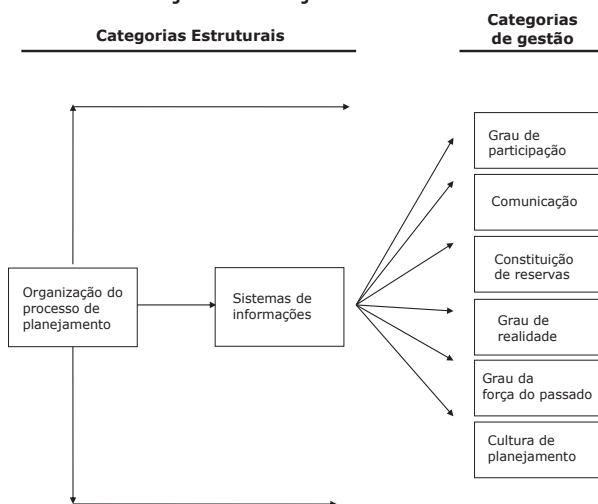 Categorias Estruturais
Categorias
de gestão
Grau de
participação
Comunicação
Constituição
de reservas
Organização do
processo de
planejamento
Sistemas de
informações
Grau de
realidade
Grau da
força do passado
Cultura de
planejamento